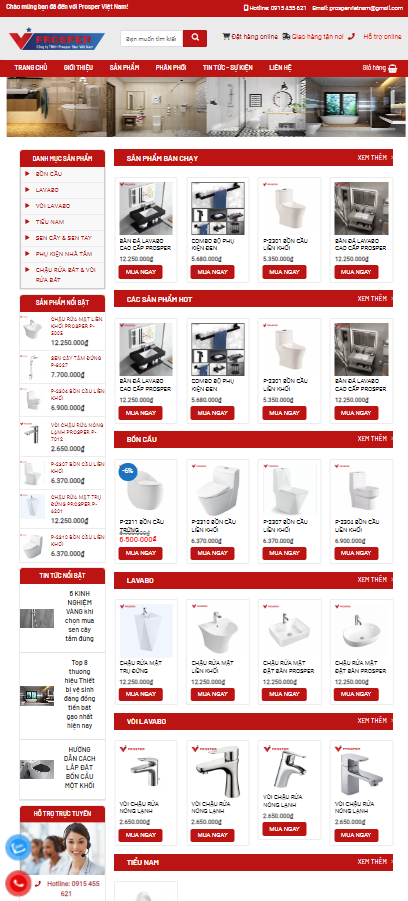 Chào mừng bạn đã đến với Prosper Việt Nam!
Hotline: 0915 455 621
Email: prospervietnam@gmail.com
PROSPER
Bạn muốn tìm kiếm
Đặt hàng online
Giao hàng tận nơi
Hỗ trợ online
TRANG CHỦ
GIỚI THIỆU
SẢN PHẨM
PHÂN PHỐI
TIN TỨC - SỰ KIỆN
LIÊN HỆ
Giỏ hàng
DANH MỤC SẢN PHẨM
BỒN CẦU
LAVABO
VÒI LAVABO
TIỂU NAM
SEN CÂY & SEN TAY
PHỤ KIỆN NHÀ TẮM
CHẬU RỬA BÁT & VÒI
RỬA BÁT
SẢN PHẨM NỔI BẬT
CHẬU RỬA MẶT LIỀN
KHỐI PROSPER P-
12.250.000₫
SEN CÂY TẮM ĐỨNG
7.700.000₫
P-2304 BỒN CẦU LIỀN
KHỐI
6.900.000₫
VÒI CHẬU RỬA NÓNG
LẠNH PROSPER P-
7012
2.650.000₫
P-2307 BỒN CẦU LIỀN
KHỐI
6.370.000₫
CHẬU RỬA MẶT TRỤ
ĐỨNG PROSPER P-
12.250.000₫
P-2310 BỒN CẦU LIỀN
KHỐI
6.370.000₫
TIN TỨC NỔI BẬT
6 KINH
NGHIỆM
VÀNG khi
chọn mua
sen cây
tắm đứng
Top 8
thương
hiệu Thiết
bị vệ sinh
đáng đồng
tiền bát
gạo nhất
hiện nay
HƯỚNG
DẪN CÁCH
LẮP ĐẶT
BỒN CẦU
MỘT KHỐI
HỖ TRỢ TRỰC TUYẾN
Hotline: 0915 455
621
SẢN PHẨM BÁN CHẠY
XEM THÊM
BÀN ĐÁ LAVABO
CAO CẤP PROSPER
12.250.000₫
MUA NGAY
COMBO BỘ PHỤ
KIỆN ĐEN
5.680.000₫
MUA NGAY
P-2301 BỒN CẦU
LIỀN KHỐI
5.350.000₫
MUA NGAY
BÀN ĐÁ LAVABO
CAO CẤP PROSPER
12.250.000₫
MUA NGAY
CÁC SẢN PHẨM HOT
XEM THÊM
BÀN ĐÁ LAVABO
CAO CẤP PROSPER
12.250.000₫
MUA NGAY
COMBO BỘ PHỤ
KIỆN ĐEN
5.680.000₫
MUA NGAY
P-2301 BỒN CẦU
LIỀN KHỐI
5.350.000₫
MUA NGAY
BÀN ĐÁ LAVABO
CAO CẤP PROSPER
12.250.000₫
MUA NGAY
BỒN CẦU
XEM THÊM
-6%
P-2311 BỒN CẦU
TRỨNG
6.500.000₫
MUA NGAY
P-2310 BỒN CẦU
LIỀN KHỐI
6.370.000₫
MUA NGAY
P-2307 BỒN CẦU
LIỀN KHỐI
6.370.000₫
MUA NGAY
P-2304 BỒN CẦU
LIỀN KHỐI
6.900.000₫
MUA NGAY
LAVABO
XEM THÊM
CHẬU RỬA MẶT
TRỤ ĐỨNG
12.250.000₫
MUA NGAY
CHẬU RỬA MẶT
LIỀN KHỐI
12.250.000₫
MUA NGAY
CHẬU RỬA MẶT
ĐẶT BÀN PROSPER
12.250.000₫
MUA NGAY
CHẬU RỬA MẶT
ĐẶT BÀN PROSPER
12.250.000₫
MUA NGAY
VÒI LAVABO
XEM THÊM
VÒI CHẬU RỬA
NÓNG LẠNH
2.650.000₫
MUA NGAY
VÒI CHẬU RỬA
NÓNG LẠNH
2.650.000₫
MUA NGAY
VÒI CHẬU RỬA
NÓNG LẠNH
2.650.000₫
MUA NGAY
VÒI CHẬU RỬA
NÓNG LẠNH
2.650.000₫
MUA NGAY
TIỂU NAM
XEM THÊM